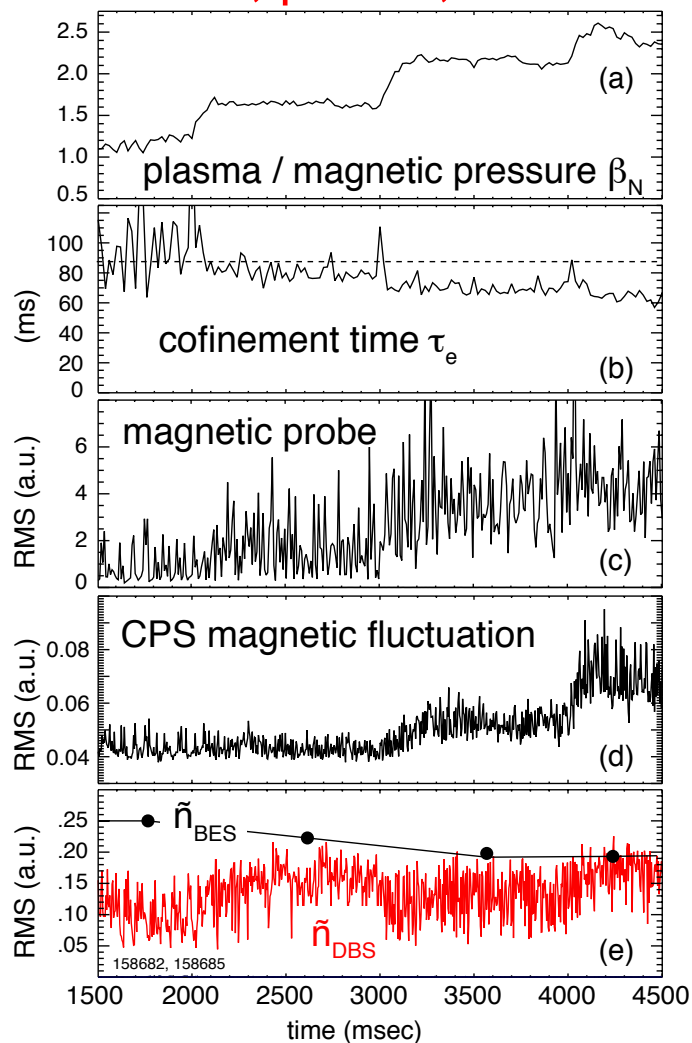 2.5
2.0
1.5
1.0
0.5
(a)
plasma / magnetic pressure β_N
100
80
60
40
20
0
(ms)
cofinement time τ_e
(b)
magnetic probe
6
4
2
0
RMS (a.u.)
(c)
CPS magnetic fluctuation
0.08
0.06
0.04
RMS (a.u.)
(d)
.25
.20
.15
.10
.05
RMS (a.u.)
ñ_BES
ñ_DBS
(e)
158682, 158685
1500 2000 2500 3000 3500 4000 4500
time (msec)